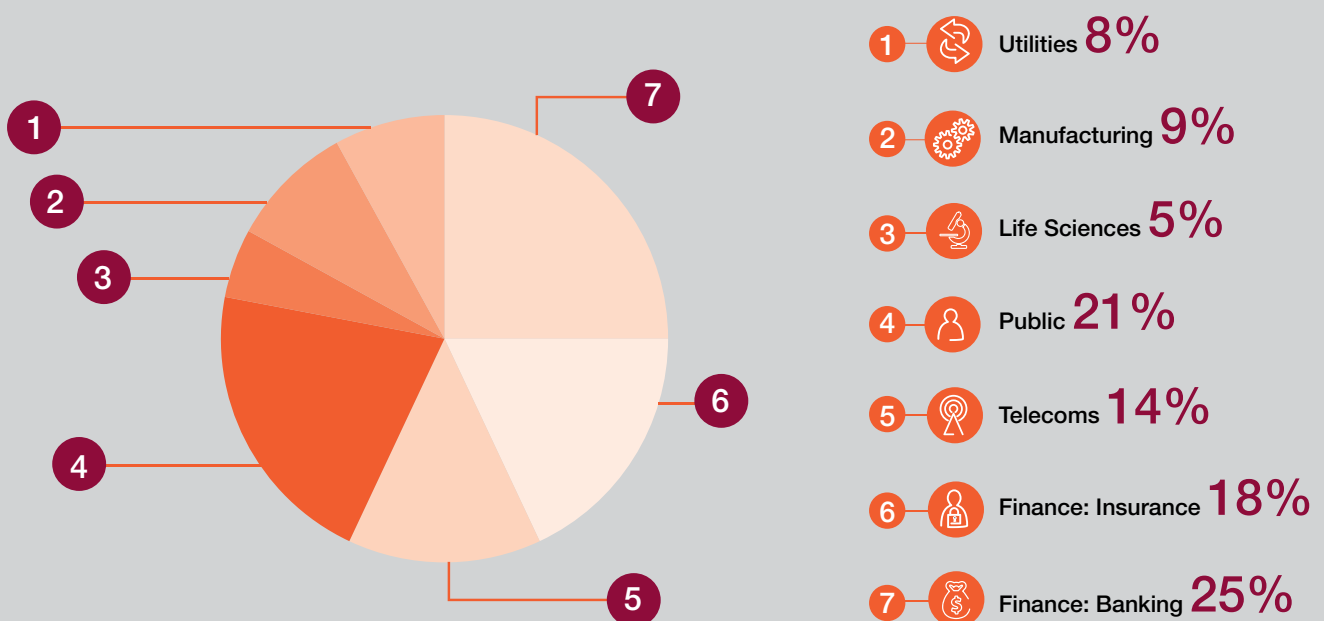 1
2
3
4
5
6
7
1 Utilities 8%
2 Manufacturing 9%
3 Life Sciences 5%
4 Public 21%
5 Telecoms 14%
6 Finance: Insurance 18%
7 $ Finance: Banking 25%